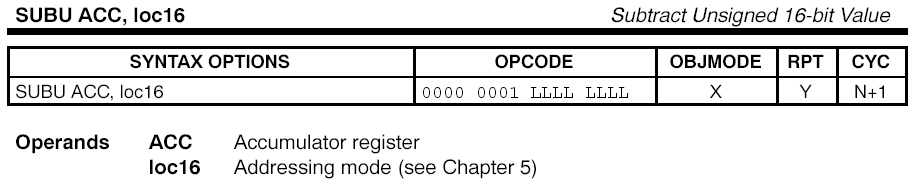 SUBU ACC, loc16 Subtract Unsigned 16-bit Value
SYNTAX OPTIONS OPCODE OBJMODE RPT CYC
SUBU ACC, loc16 0000 0001 LLLL LLLL X Y N+1
Operands ACC Accumulator register
loc16 Addressing mode (see Chapter 5)